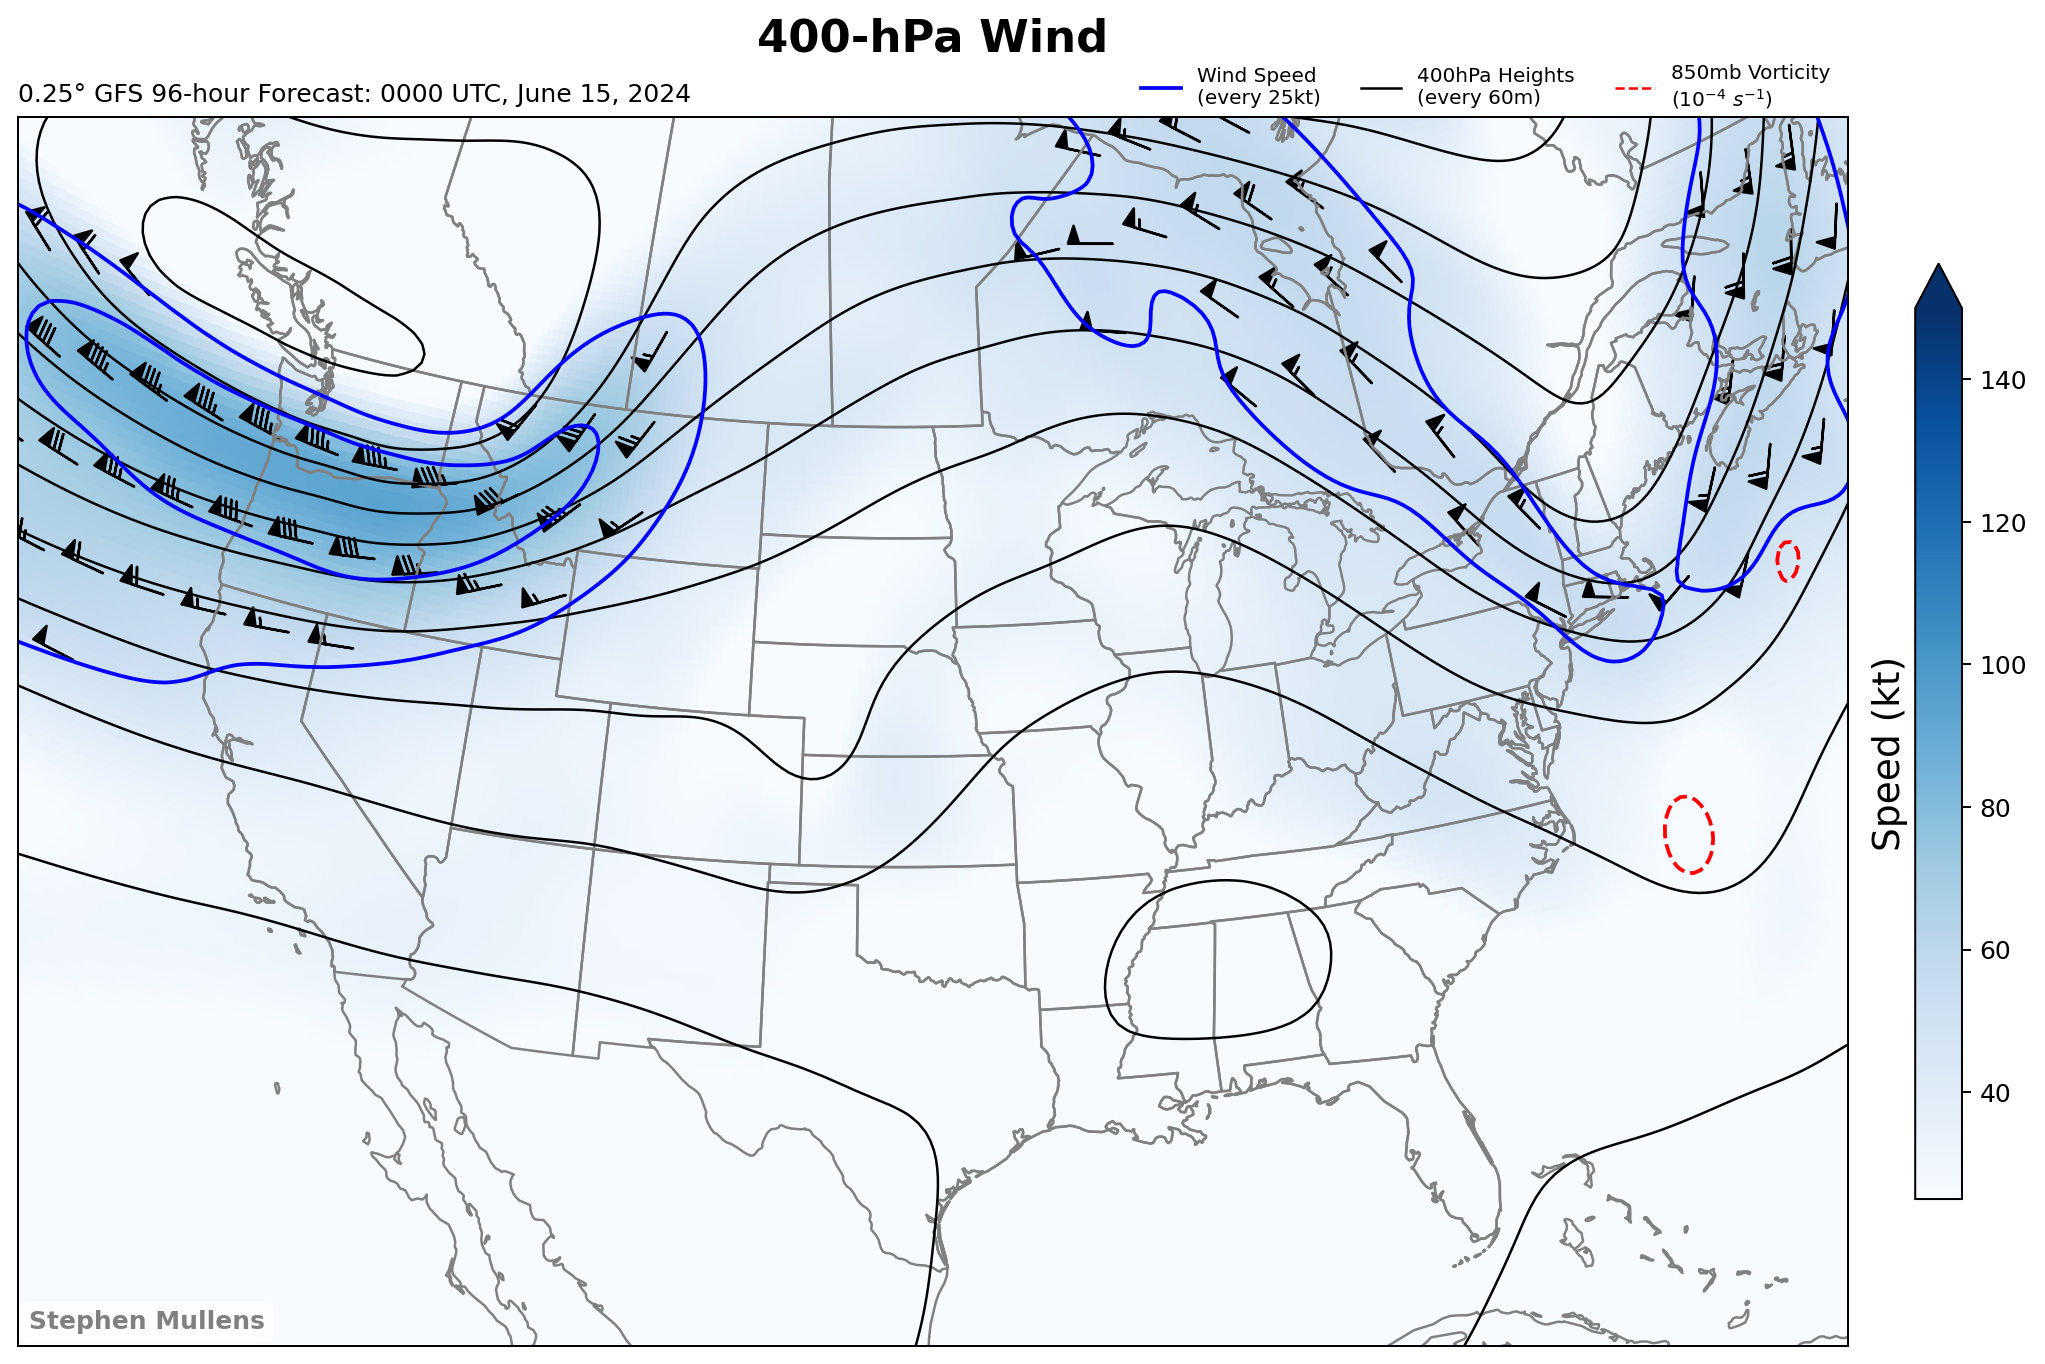 400-hPa Wind
0.25° GFS 96-hour Forecast: 0000 UTC, June 15, 2024
Wind Speed
(every 25kt)
400hPa Heights
(every 60m)
850mb Vorticity
(10⁻⁴ s⁻¹)
140
120
100
80
60
40
Speed (kt)
Stephen Mullens